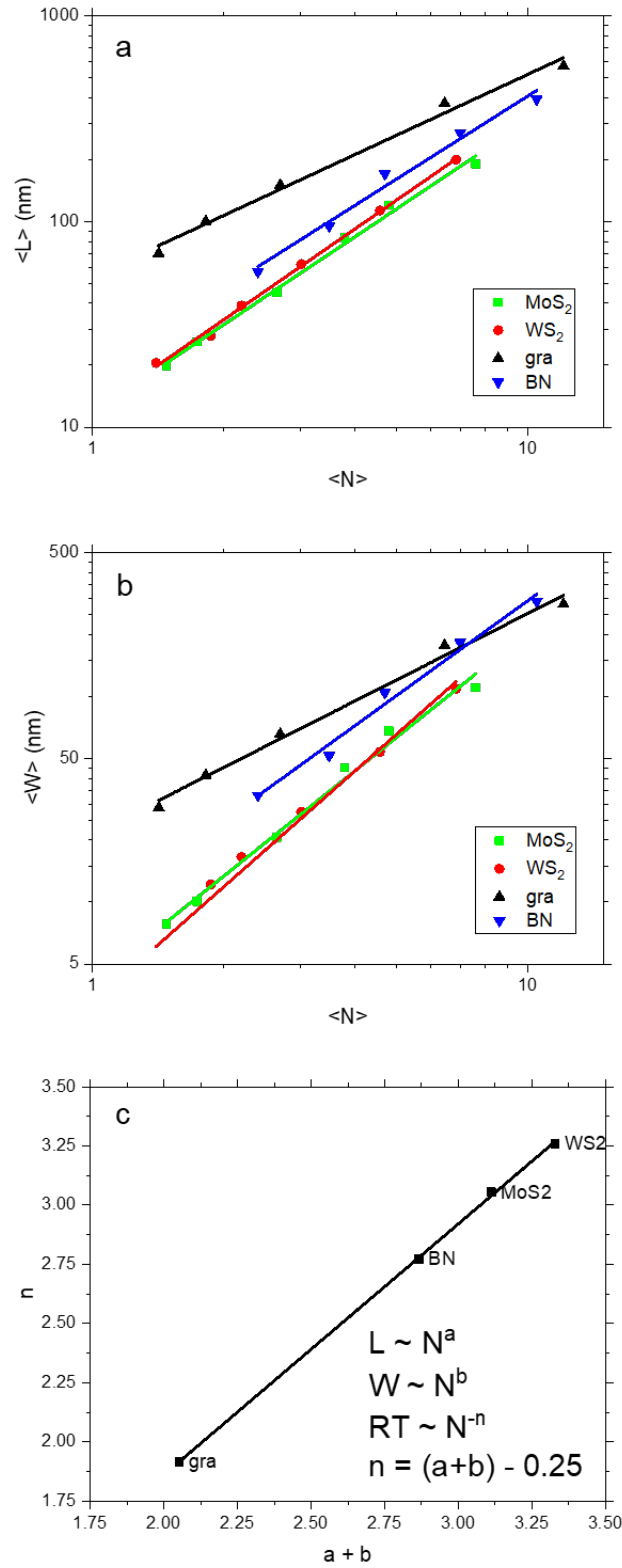 a
1000
100
10
<L> (nm)
MoS₂
WS₂
gra
BN
1 10
<N>
b
500
50
5
<W> (nm)
MoS₂
WS₂
gra
BN
1 10
<N>
c
3.50
3.25
3.00
2.75
2.50
2.25
2.00
1.75
n
WS2
MoS2
BN
gra
L ~ Nᵃ
W ~ Nᵇ
RT ~ N⁻ⁿ
n = (a+b) - 0.25
1.75 2.00 2.25 2.50 2.75 3.00 3.25 3.50
a + b